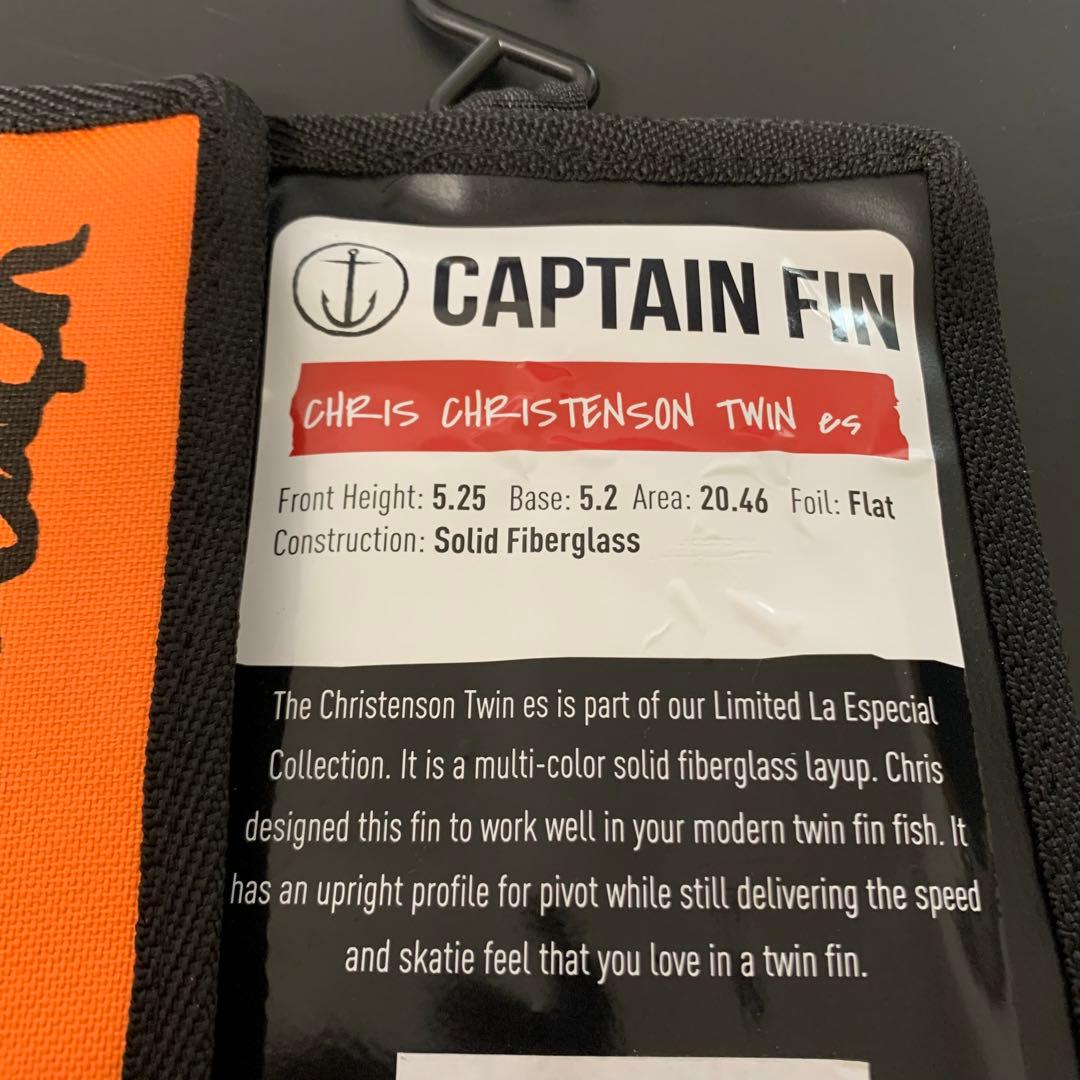 CAPTAIN FIN
CHRIS CHRISTENSON TWIN es
Front Height: 5.25 Base: 5.2 Area: 20.46 Foil: Flat
Construction: Solid Fiberglass
The Christenson Twin es is part of our Limited La Especial
Collection. It is a multi-color solid fiberglass layup. Chris
designed this fin to work well in your modern twin fin fish. It
has an upright profile for pivot while still delivering the speed
and skatie feel that you love in a twin fin.